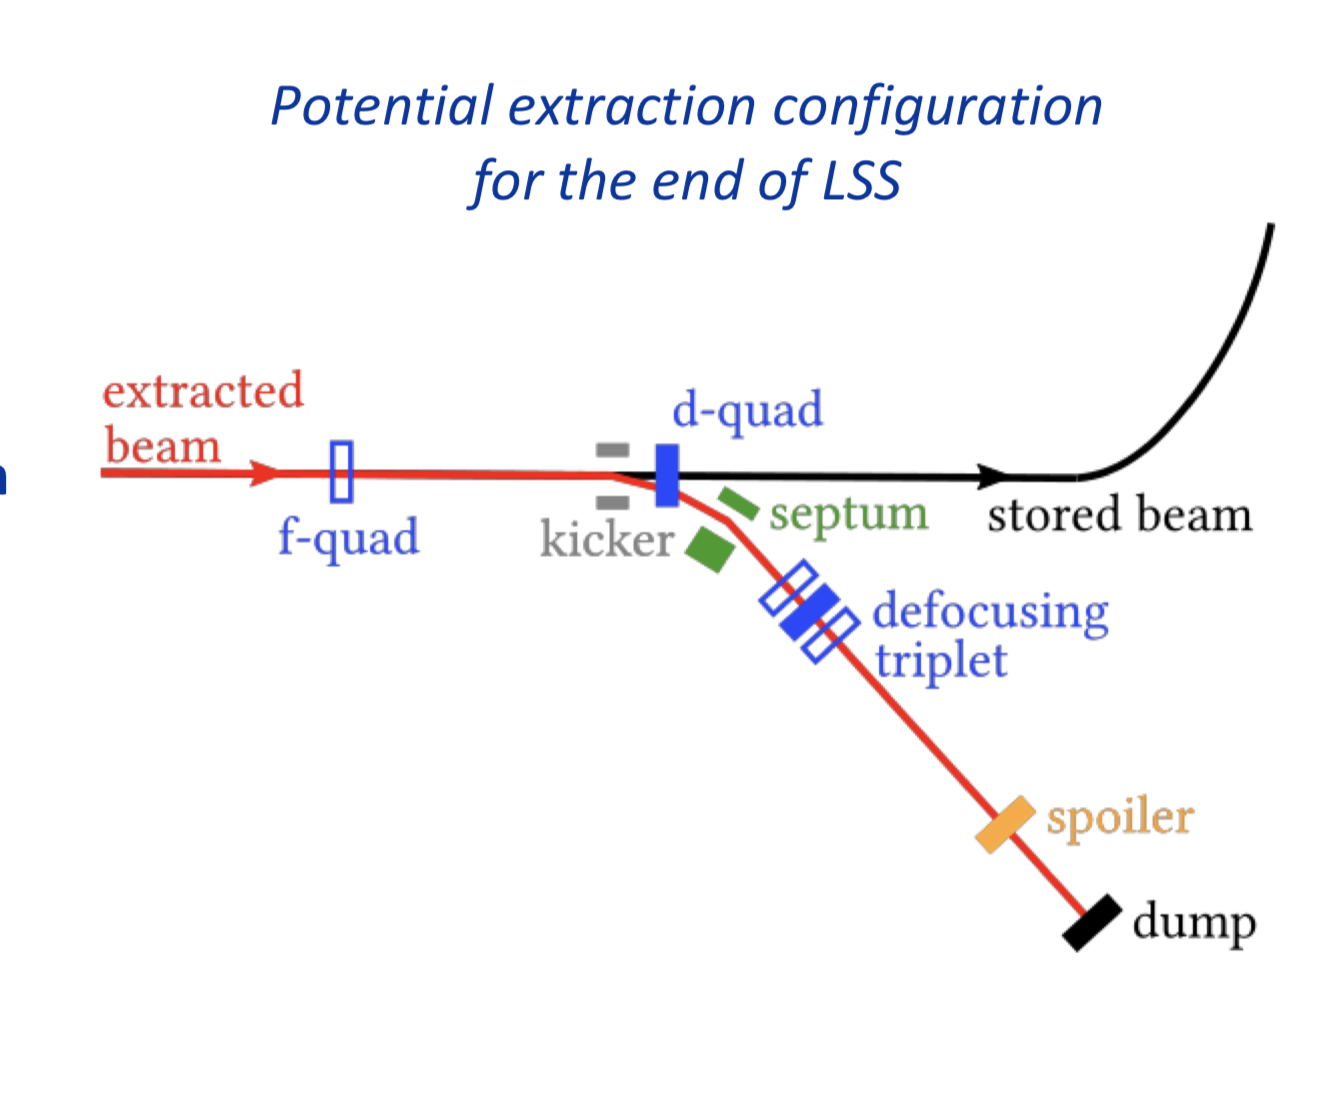 Potential extraction configuration
for the end of LSS
extracted
beam
d-quad
f-quad
kicker
septum
stored beam
defocusing
triplet
spoiler
dump